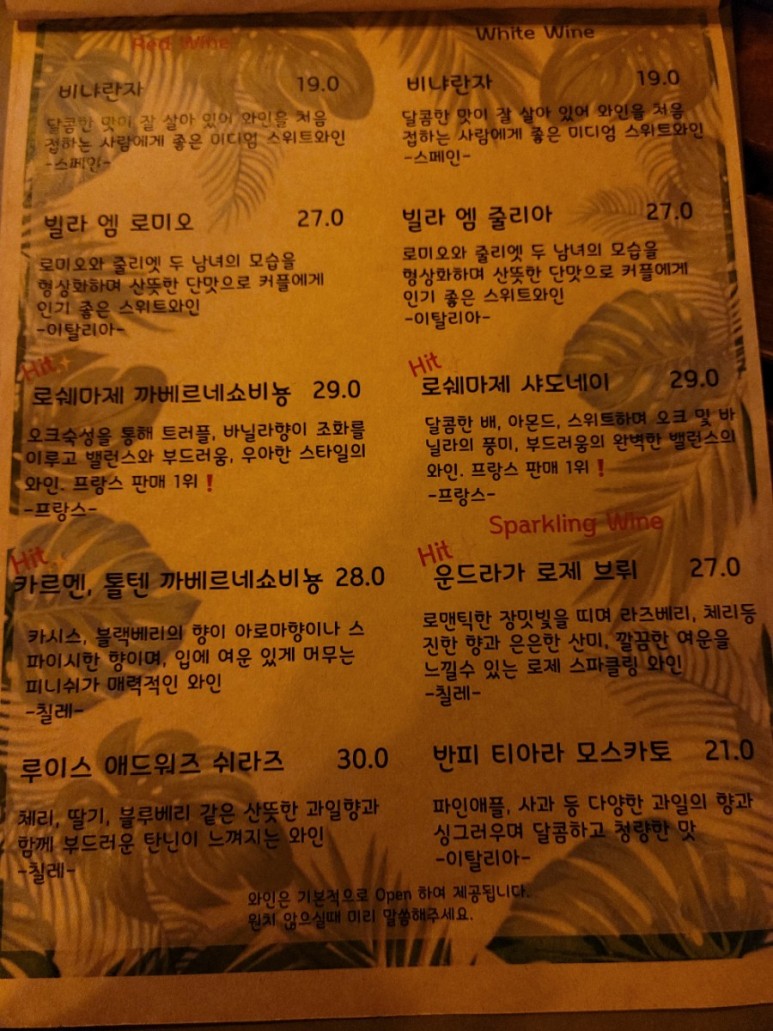 Red Wine
비냐란자 19.0
달콤한 맛이 잘 살아 있어 와인을 처음
접하는 사람에게 좋은 미디엄 스위트와인
-스페인-
빌라 엠 로미오 27.0
로미오와 줄리엣 두 남녀의 모습을
형상화하며 산뜻한 단맛으로 커플에게
인기 좋은 스위트와인
-이탈리아-
Hit
로쉐마제 까베르네쇼비뇽 29.0
오크숙성을 통해 트러플, 바닐라향이 조화를
이루고 밸런스와 부드러움, 우아한 스타일의
와인. 프랑스 판매 1위❗
-프랑스-
Hit
카르멘, 톨텐 까베르네쇼비뇽 28.0
카시스, 블랙베리의 향이 아로마향이나 스
파이시한 향이며, 입에 여운 있게 머무는
피니쉬가 매력적인 와인
-칠레-
루이스 애드워즈 쉬라즈 30.0
체리, 딸기, 블루베리 같은 산뜻한 과일향과
함께 부드러운 탄닌이 느껴지는 와인
-칠레-
White Wine
비냐란자 19.0
달콤한 맛이 잘 살아 있어 와인을 처음
접하는 사람에게 좋은 미디엄 스위트와인
-스페인-
빌라 엠 줄리아 27.0
로미오와 줄리엣 두 남녀의 모습을
형상화하며 산뜻한 단맛으로 커플에게
인기 좋은 스위트와인
-이탈리아-
Hit
로쉐마제 샤도네이 29.0
달콤한 배, 아몬드, 스위트하며 오크 및 바
닐라의 풍미, 부드러움의 완벽한 밸런스의
와인. 프랑스 판매 1위❗
-프랑스-
Sparkling Wine
Hit
운드라가 로제 브뤼 27.0
로맨틱한 장밋빛을 띠며 라즈베리, 체리등
진한 향과 은은한 산미, 깔끔한 여운을
느낄수 있는 로제 스파클링 와인
-칠레-
반피 티아라 모스카토 21.0
파인애플, 사과 등 다양한 과일의 향과
싱그러우며 달콤하고 청량한 맛
-이탈리아-
와인은 기본적으로 Open 하여 제공됩니다.
원치 않으실때 미리 말씀해주세요.